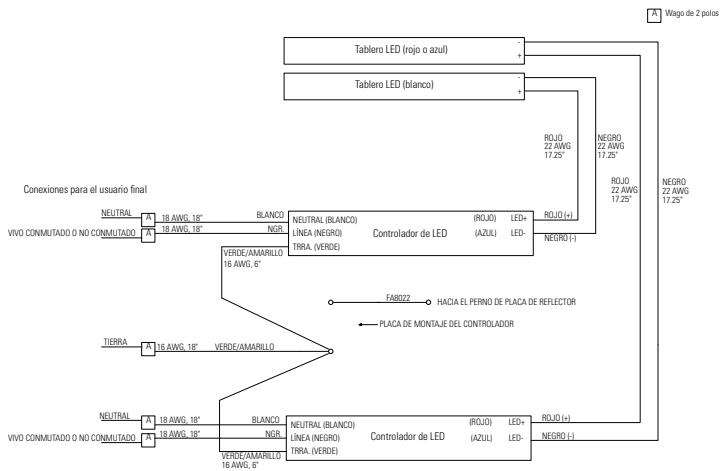 A Wago de 2 polos
Tablero LED (rojo o azul)
-
+
Tablero LED (blanco)
-
+
ROJO
22 AWG
17.25"
NEGRO
22 AWG
17.25"
ROJO
22 AWG
17.25"
NEGRO
22 AWG
17.25"
Conexiones para el usuario final
NEUTRAL A 18 AWG, 18" BLANCO
VIVO CONMUTADO O NO CONMUTADO A 18 AWG, 18" NGR.
VERDE/AMARILLO
16 AWG, 6"
NEUTRAL (BLANCO) (ROJO) LED+ ROJO (+)
LÍNEA (NEGRO) Controlador de LED (AZUL) LED- NEGRO (-)
TRRA. (VERDE)
FA8022 HACIA EL PERNO DE PLACA DE REFLECTOR
PLACA DE MONTAJE DEL CONTROLADOR
TIERRA A 16 AWG, 18" VERDE/AMARILLO
NEUTRAL A 18 AWG, 18" BLANCO
VIVO CONMUTADO O NO CONMUTADO A 18 AWG, 18" NGR.
VERDE/AMARILLO
16 AWG, 6"
NEUTRAL (BLANCO) (ROJO) LED+ ROJO (+)
LÍNEA (NEGRO) Controlador de LED (AZUL) LED- NEGRO (-)
TRRA. (VERDE)